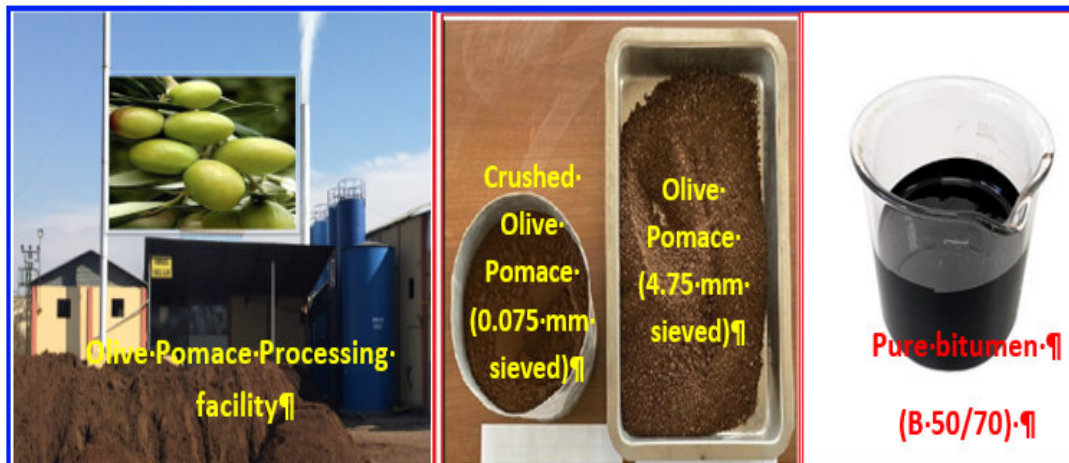 Olive·Pomace·Processing·
facility¶
Crushed·
Olive·
Pomace·
(0.075·mm·
sieved)¶
Olive·
Pomace·
(4.75·mm·
sieved)¶
Pure·bitumen·¶
(B·50/70)·¶